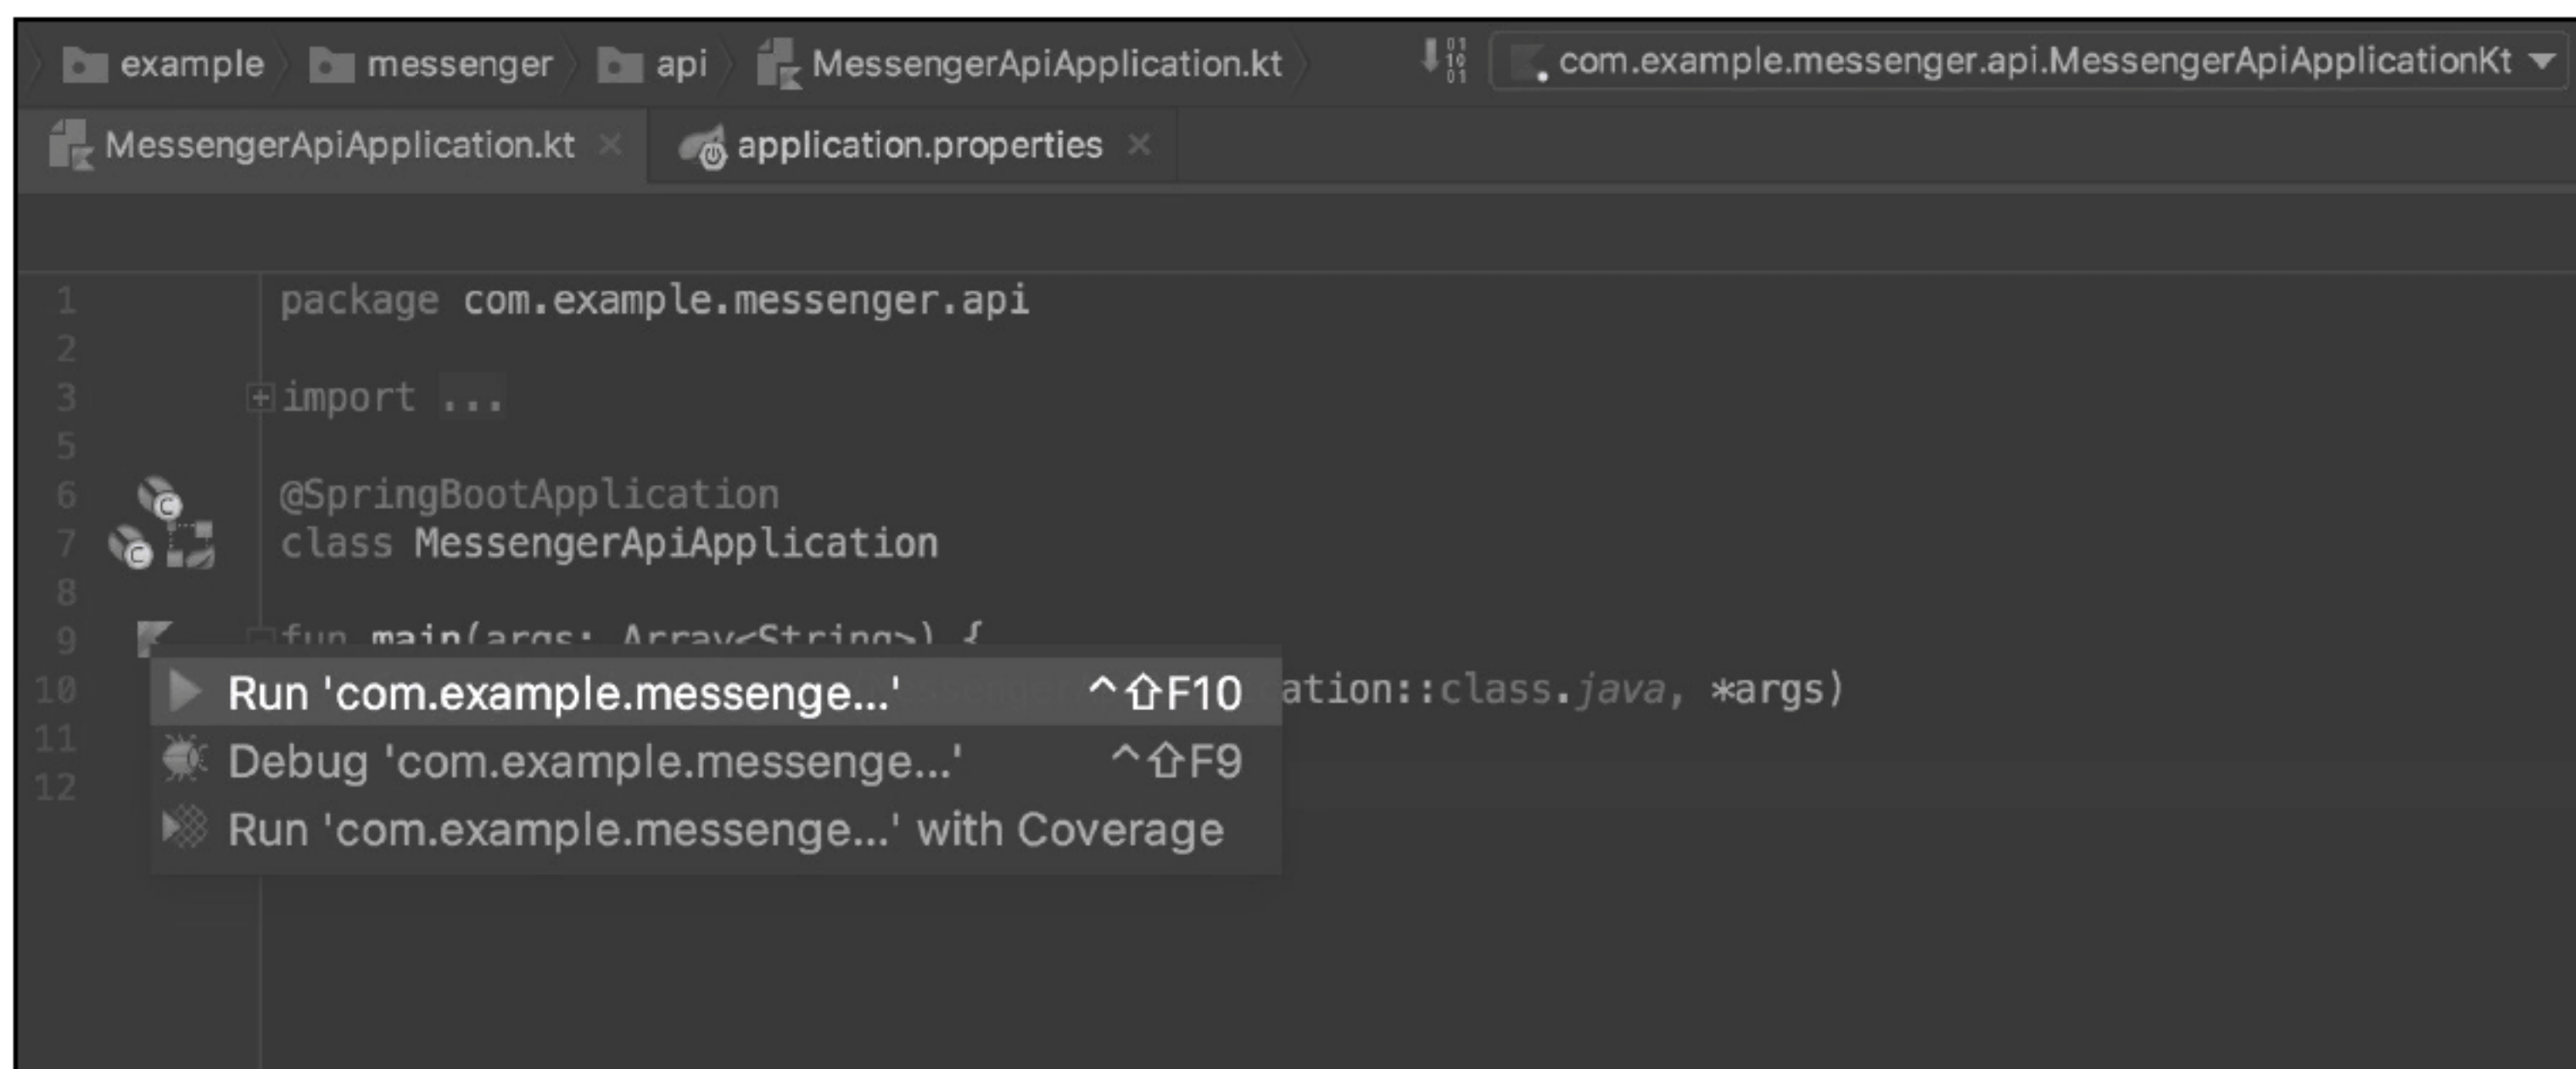 example messenger api MessengerApiApplication.kt com.example.messenger.api.MessengerApiApplicationKt
MessengerApiApplication.kt × application.properties ×
1 package com.example.messenger.api
2
3 import ...
5
6 @SpringBootApplication
7 class MessengerApiApplication
8
9 fun main(args: Array<String>) {
10 ation::class.java, *args)
11
12
Run 'com.example.messenge...' ^⇧F10
Debug 'com.example.messenge...' ^⇧F9
Run 'com.example.messenge...' with Coverage